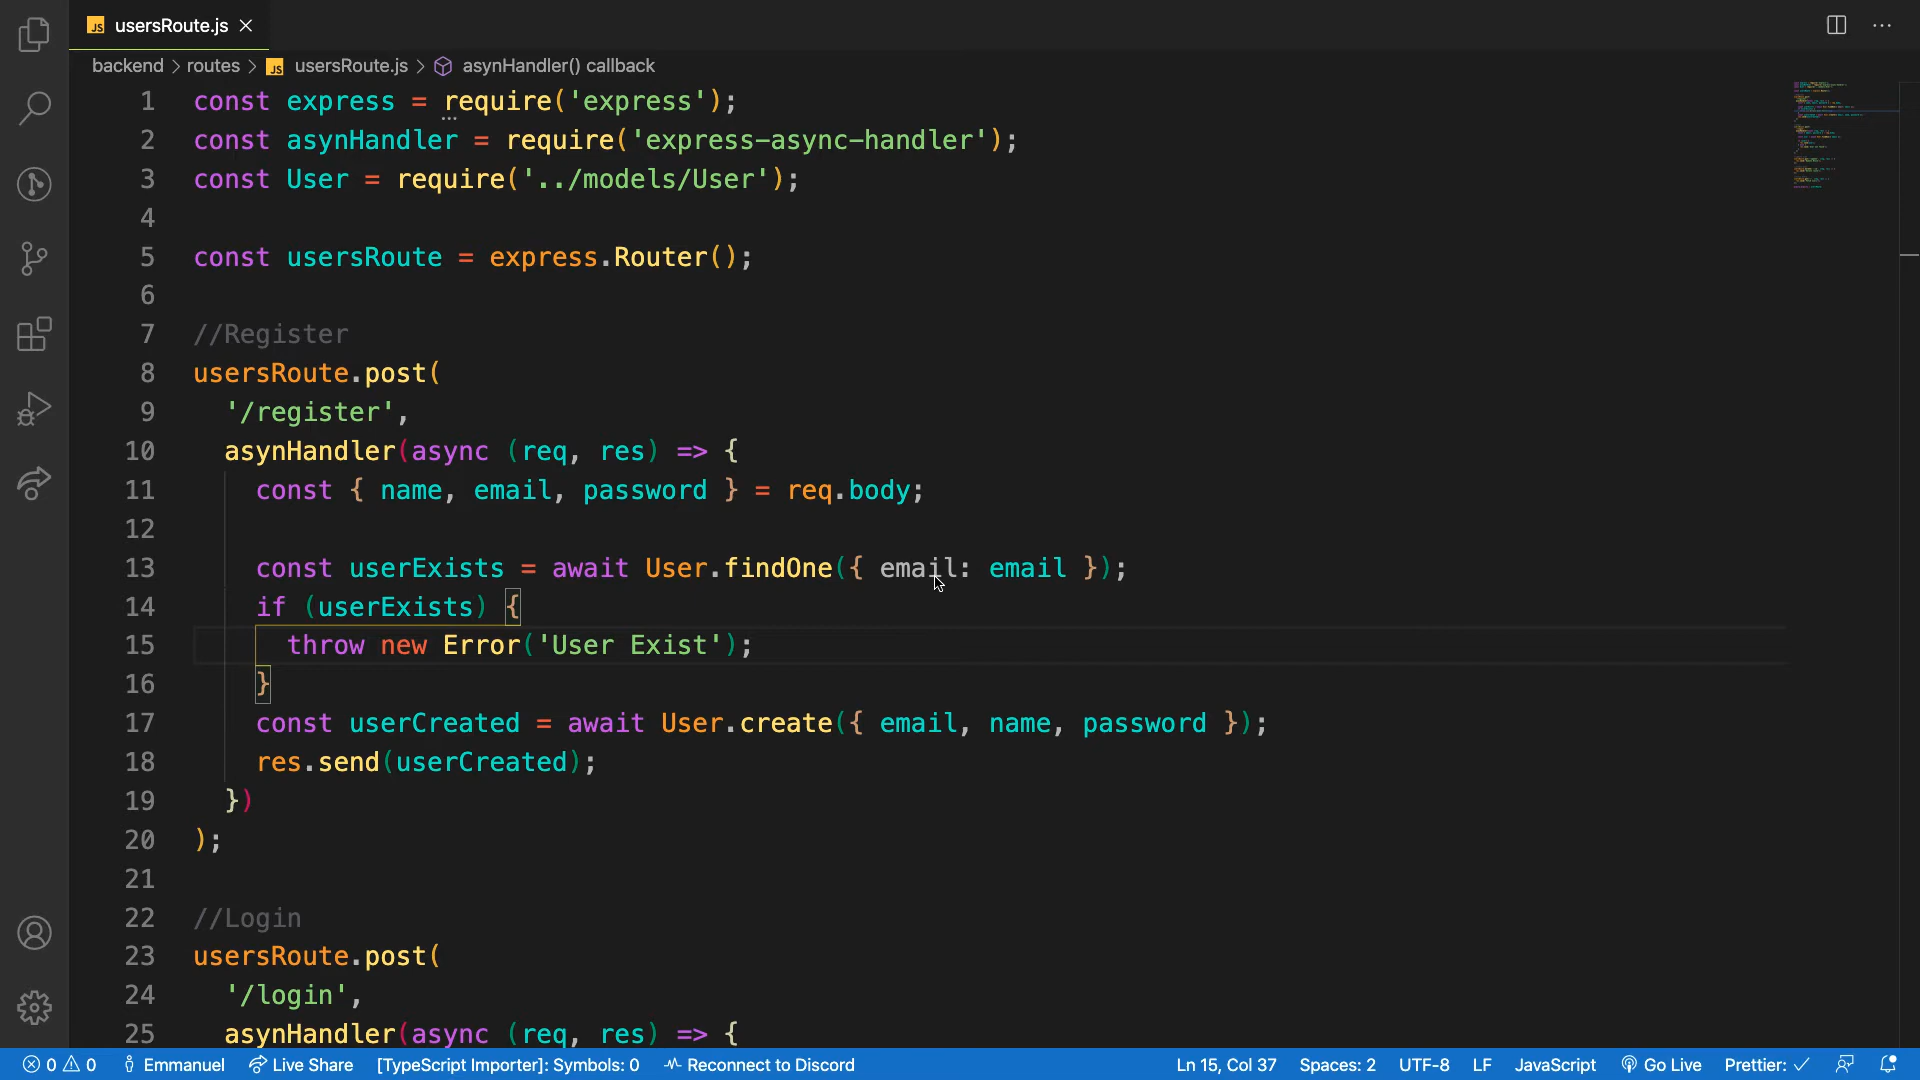 JS usersRoute.js
backend > routes > JS usersRoute.js > asynHandler() callback
1 const express = require('express');
2 const asynHandler = require('express-async-handler');
3 const User = require('../models/User');
4
5 const usersRoute = express.Router();
6
7 //Register
8 usersRoute.post(
9   '/register',
10   asynHandler(async (req, res) => {
11     const { name, email, password } = req.body;
12
13     const userExists = await User.findOne({ email: email });
14     if (userExists) {
15       throw new Error('User Exist');
16     }
17     const userCreated = await User.create({ email, name, password });
18     res.send(userCreated);
19   })
20 );
21
22 //Login
23 usersRoute.post(
24   '/login',
25   asynHandler(async (req, res) => {
0 0 Emmanuel Live Share [TypeScript Importer]: Symbols: 0 Reconnect to Discord Ln 15, Col 37 Spaces: 2 UTF-8 LF JavaScript Go Live Prettier: ✓